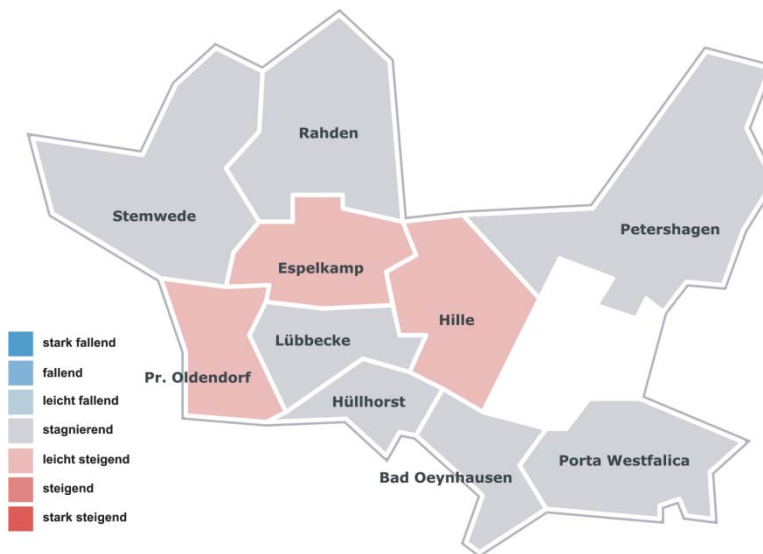 Rahden
Stemwede
Petershagen
Espelkamp
Hille
Lübbecke
Pr. Oldendorf
Hüllhorst
Bad Oeynhausen
Porta Westfalica
stark fallend
fallend
leicht fallend
stagnierend
leicht steigend
steigend
stark steigend